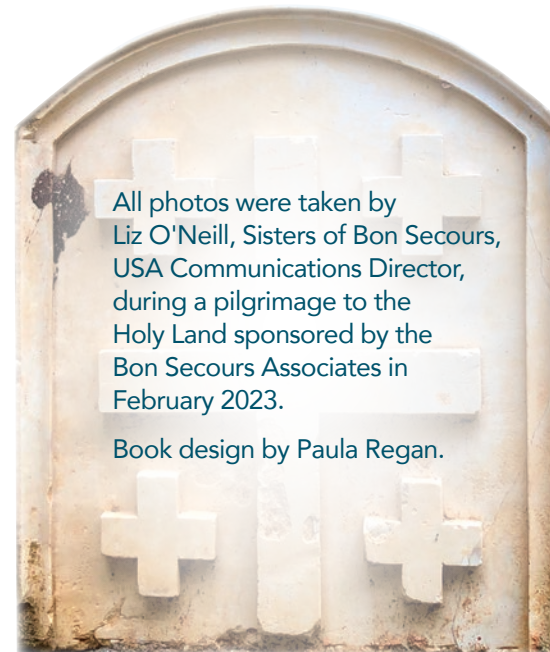 All photos were taken by
Liz O'Neill, Sisters of Bon Secours,
USA Communications Director,
during a pilgrimage to the
Holy Land sponsored by the
Bon Secours Associates in
February 2023.
Book design by Paula Regan.